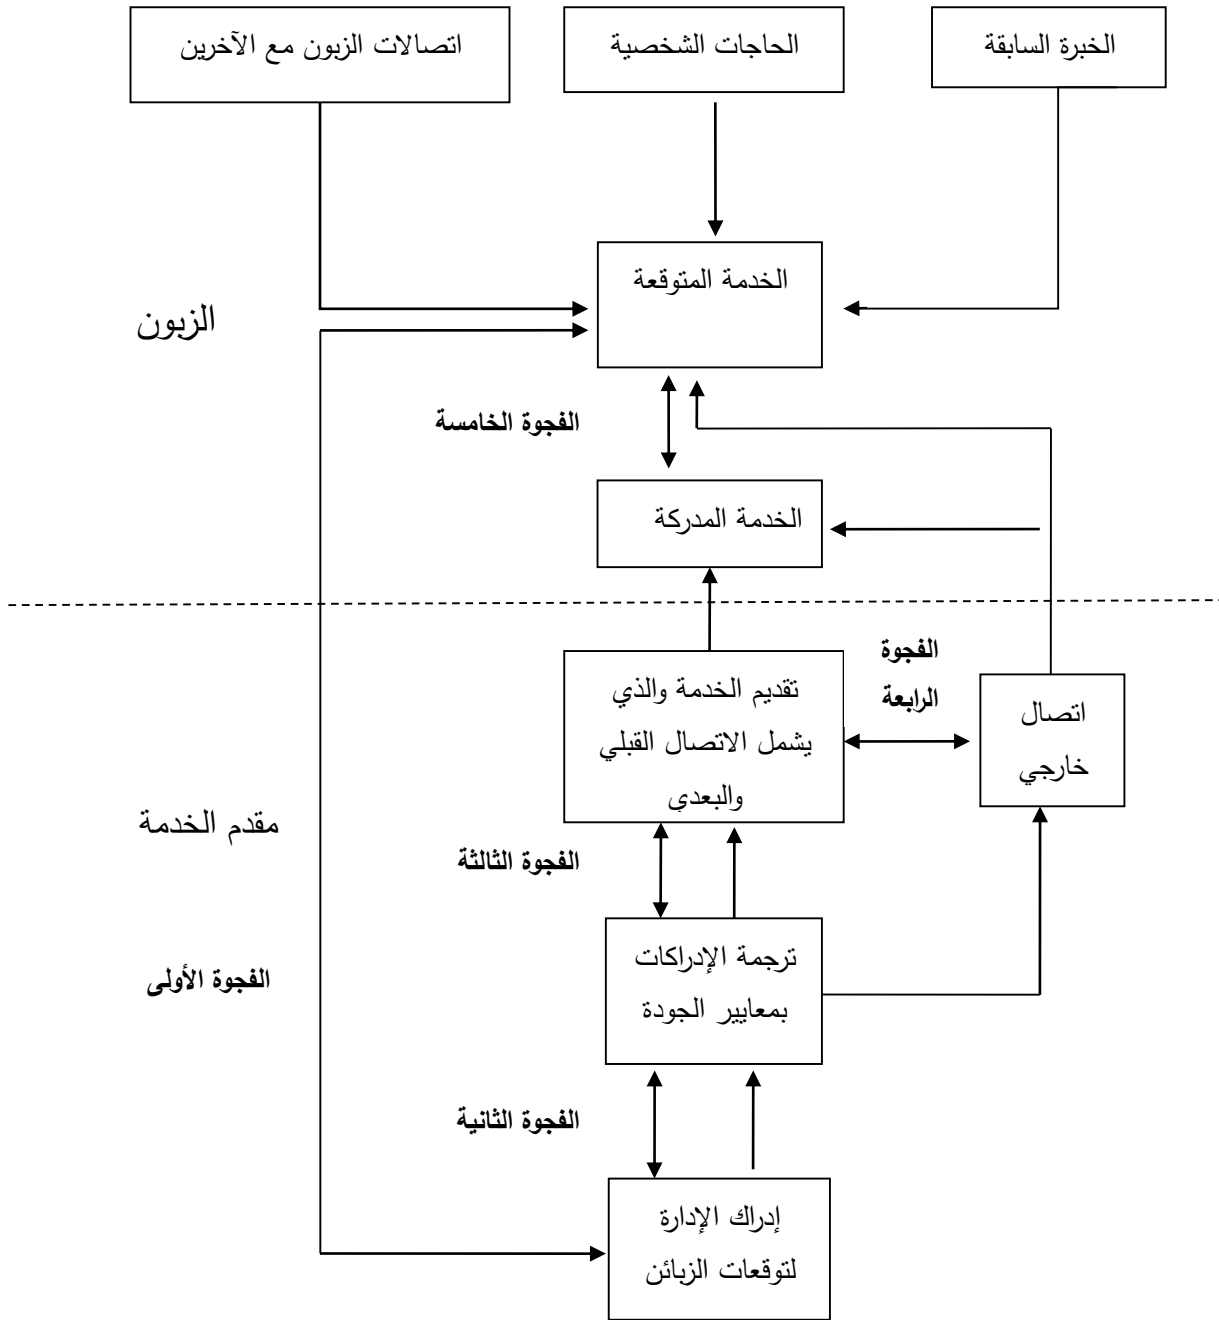 الخبرة السابقة
الحاجات الشخصية
اتصالات الزبون مع الآخرين
الخدمة المتوقعة
الزبون
الفجوة الخامسة
الخدمة المدركة
الفجوة
الرابعة
تقديم الخدمة والذي
يشمل الاتصال القبلي
والبعدي
اتصال
خارجي
مقدم الخدمة
الفجوة الثالثة
ترجمة الإدراكات
بمعايير الجودة
الفجوة الأولى
الفجوة الثانية
إدراك الإدارة
لتوقعات الزبائن